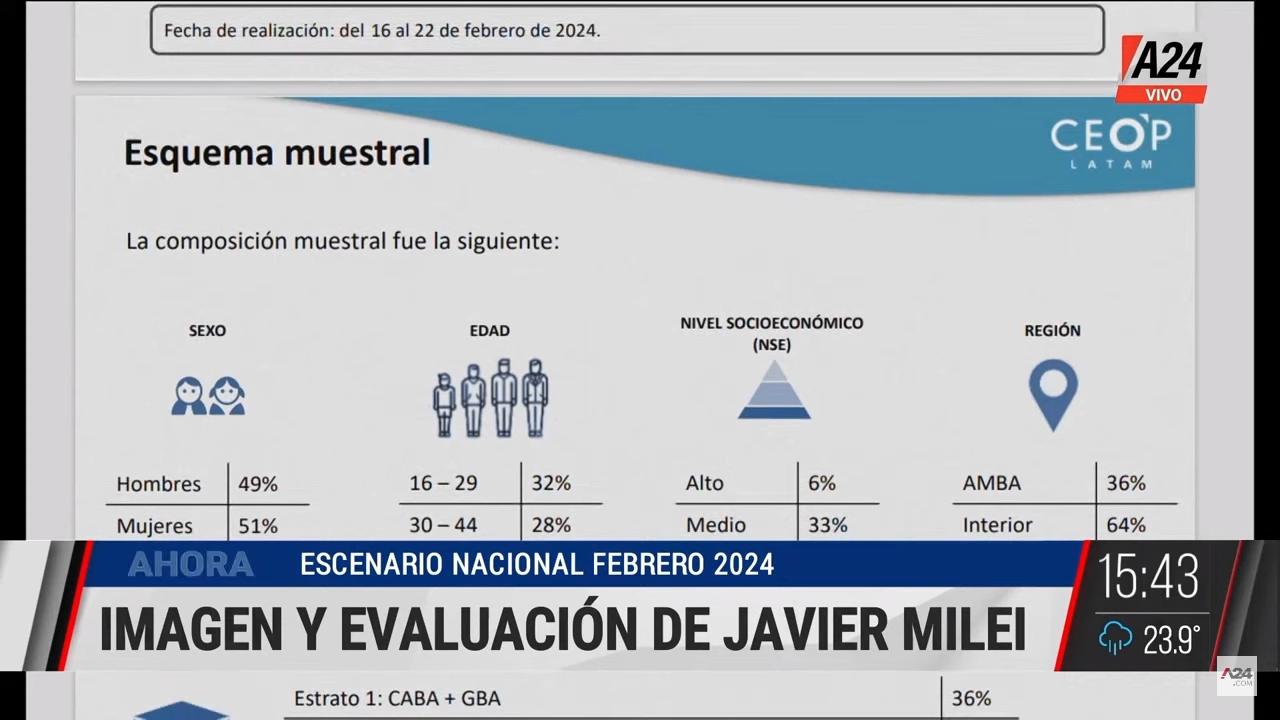 Fecha de realización: del 16 al 22 de febrero de 2024.
A24
VIVO
Esquema muestral
CEOP
LATAM
La composición muestral fue la siguiente:
SEXO
EDAD
NIVEL SOCIOECONÓMICO
(NSE)
REGIÓN
Hombres 49%
Mujeres 51%
16 – 29 32%
30 – 44 28%
Alto 6%
Medio 33%
AMBA 36%
Interior 64%
AHORA
ESCENARIO NACIONAL FEBRERO 2024
IMAGEN Y EVALUACIÓN DE JAVIER MILEI
15:43
23.9°
A24
.COM
Estrato 1: CABA + GBA 36%